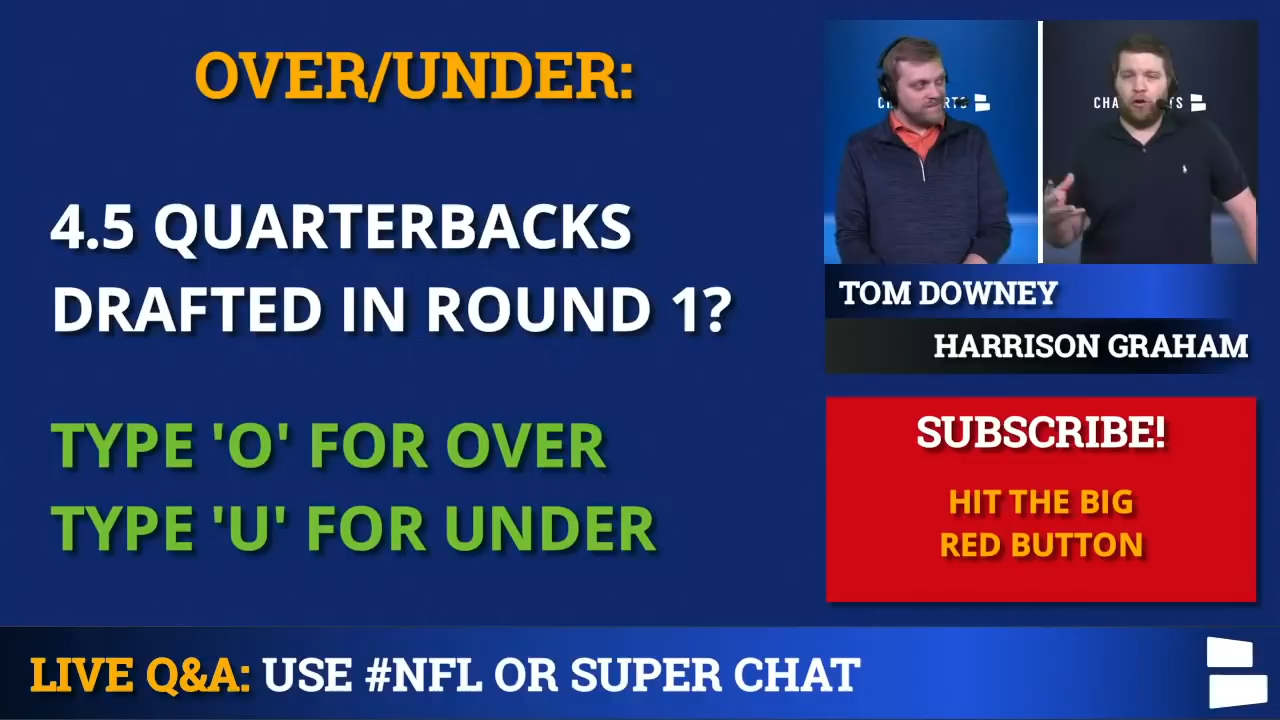 OVER/UNDER:
4.5 QUARTERBACKS
DRAFTED IN ROUND 1?
TYPE 'O' FOR OVER
TYPE 'U' FOR UNDER
TOM DOWNEY
HARRISON GRAHAM
SUBSCRIBE!
HIT THE BIG
RED BUTTON
LIVE Q&A: USE #NFL OR SUPER CHAT